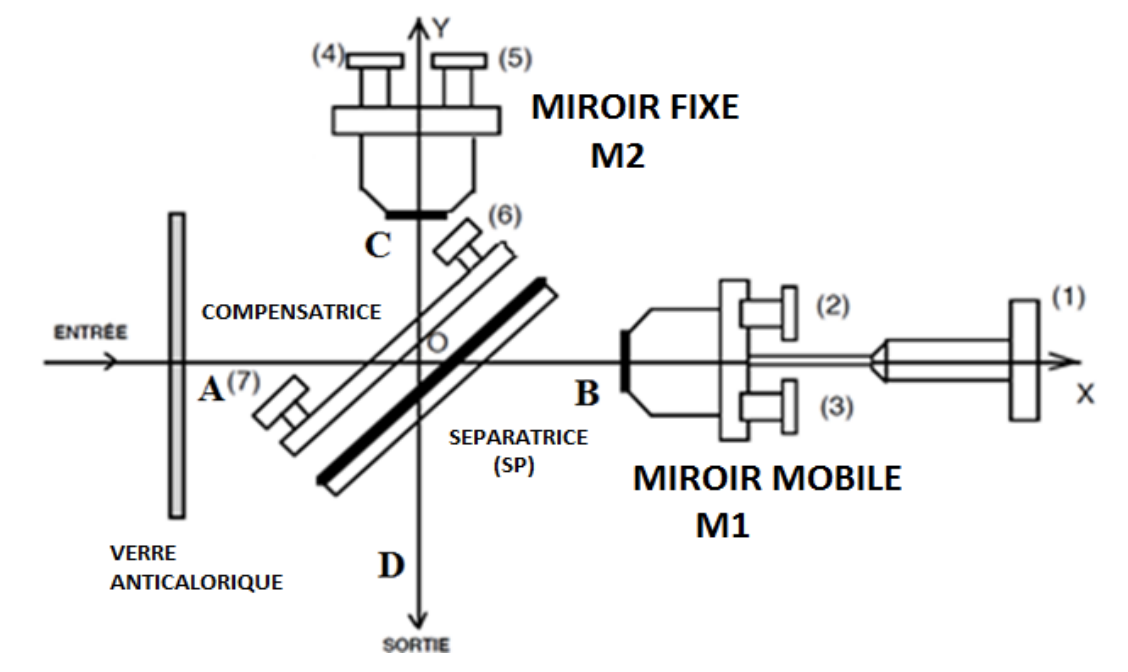 Y
(4)
(5)
MIROIR FIXE
M2
(6)
C
COMPENSATRICE
ENTRÉE
O
(2)
(1)
A
(7)
B
X
(3)
SEPARATRICE
(SP)
MIROIR MOBILE
M1
VERRE
ANTICALORIQUE
D
SORTIE